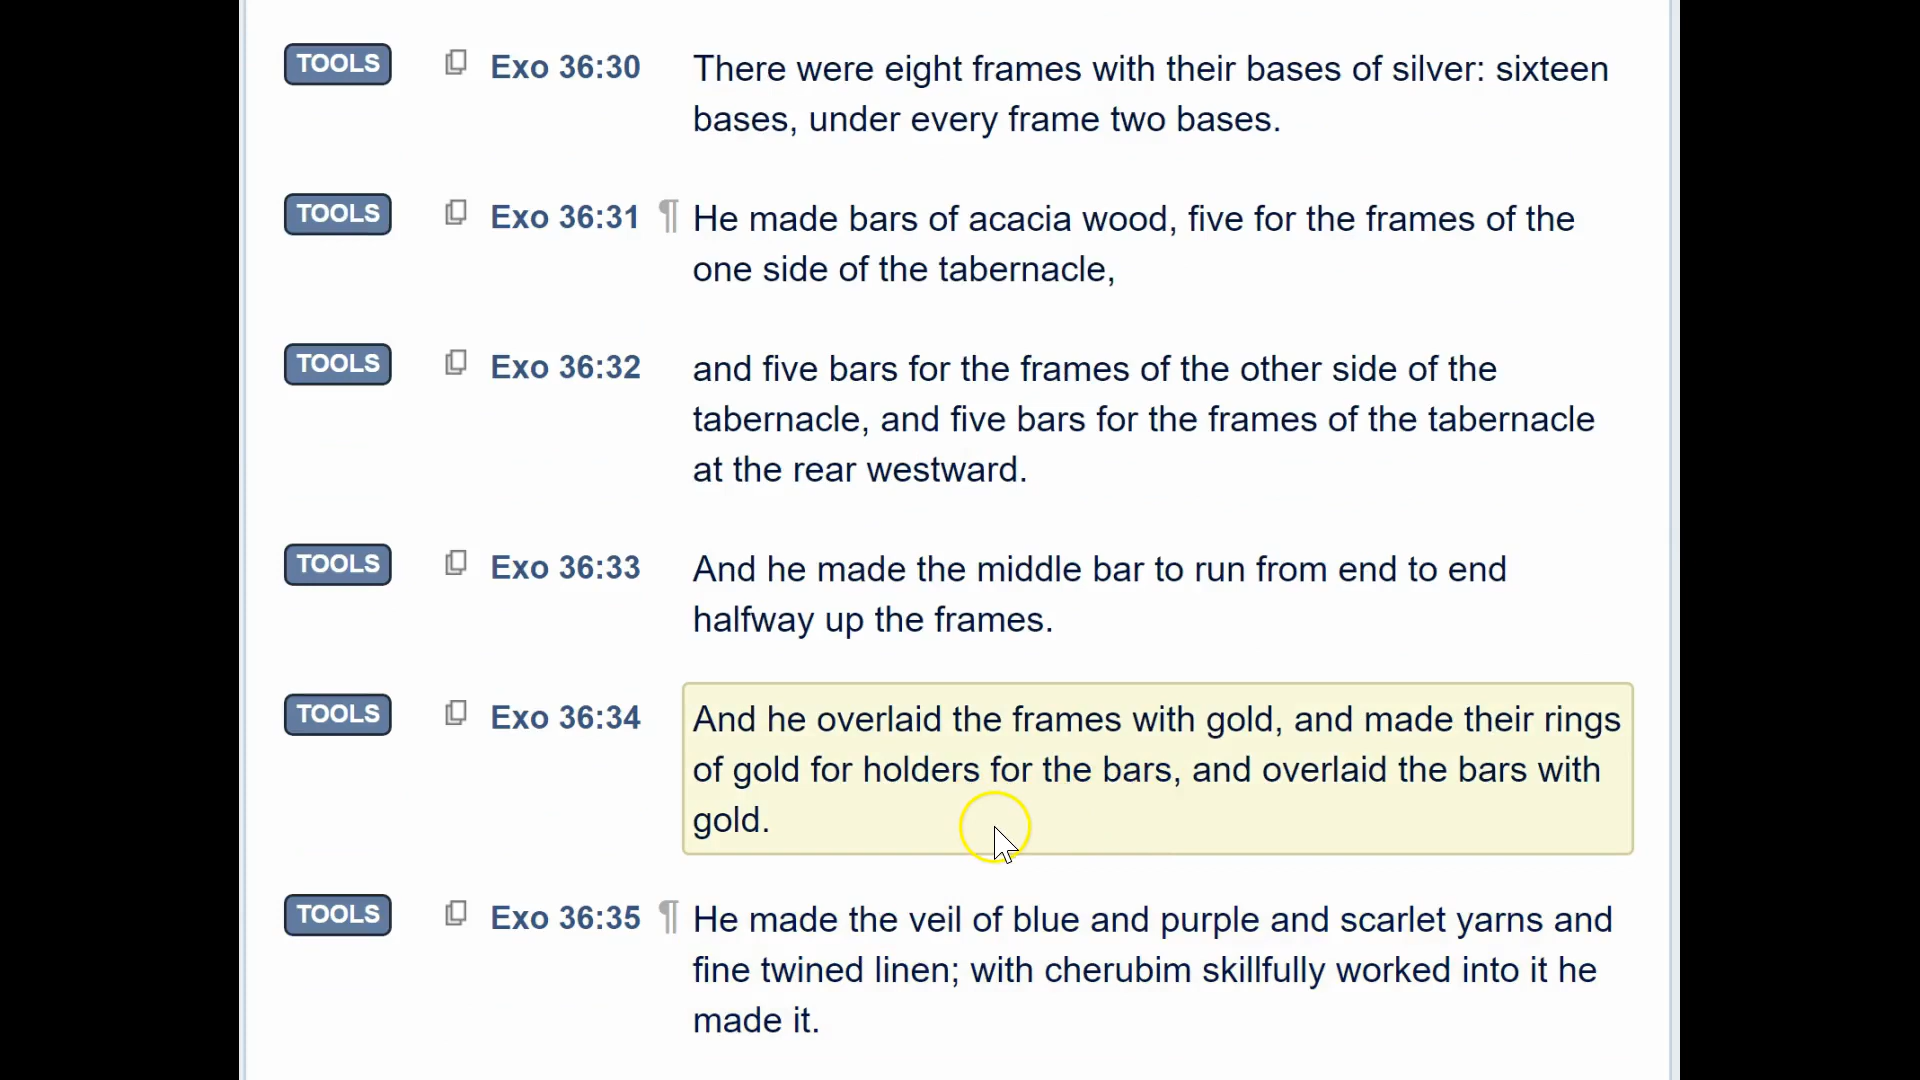 TOOLS Exo 36:30 There were eight frames with their bases of silver: sixteen
bases, under every frame two bases.
TOOLS Exo 36:31 ¶ He made bars of acacia wood, five for the frames of the
one side of the tabernacle,
TOOLS Exo 36:32 and five bars for the frames of the other side of the
tabernacle, and five bars for the frames of the tabernacle
at the rear westward.
TOOLS Exo 36:33 And he made the middle bar to run from end to end
halfway up the frames.
TOOLS Exo 36:34 And he overlaid the frames with gold, and made their rings
of gold for holders for the bars, and overlaid the bars with
gold.
TOOLS Exo 36:35 ¶ He made the veil of blue and purple and scarlet yarns and
fine twined linen; with cherubim skillfully worked into it he
made it.